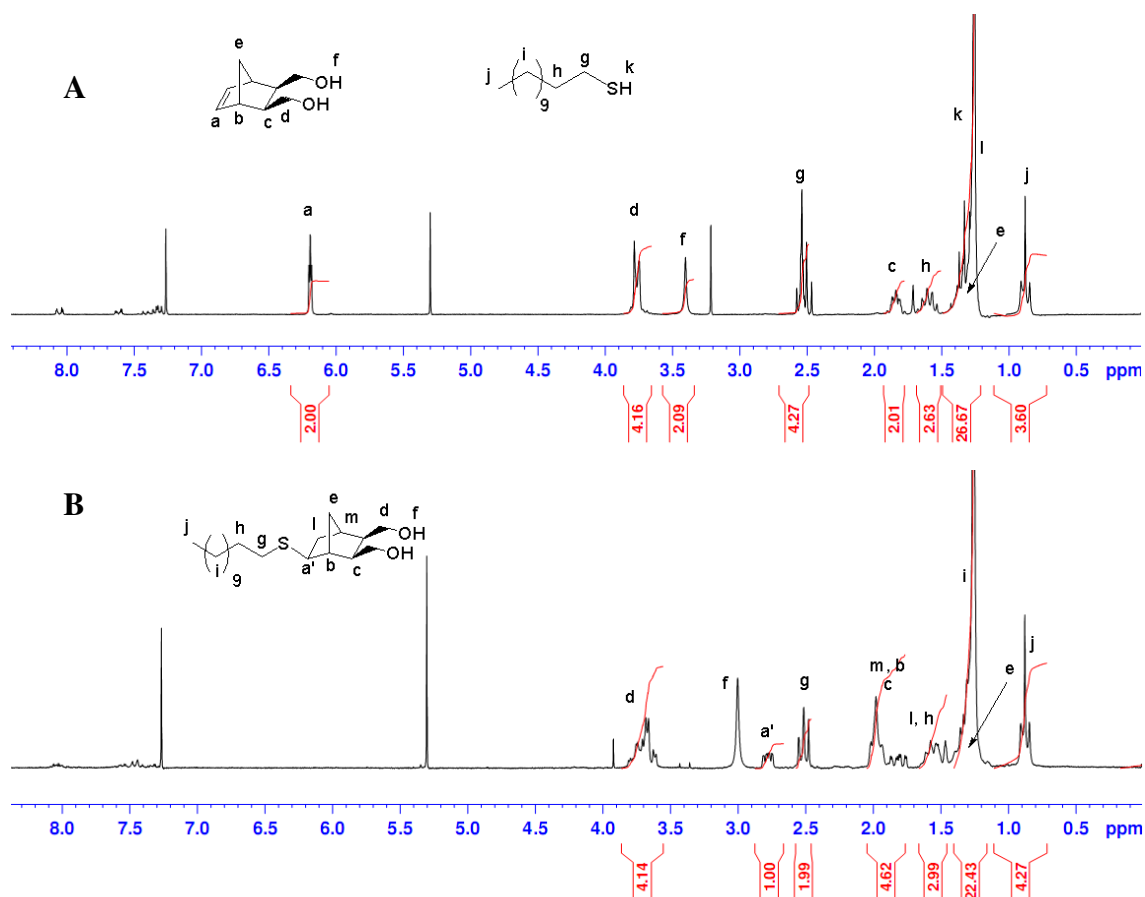 A
e
f
OH
OH
a
b
c
d
j
i
9
h
g
k
SH
a
d
f
g
c
h
k
l
e
j
8.0 7.5 7.0 6.5 6.0 5.5 5.0 4.5 4.0 3.5 3.0 2.5 2.0 1.5 1.0 0.5 ppm
2.00 4.16 2.09 4.27 2.01 2.63 26.67 3.60
B
e
j
h
g
S
i
9
l
m
d
f
OH
OH
a'
b
c
d
f
a'
g
m, b
c
l, h
i
e
j
8.0 7.5 7.0 6.5 6.0 5.5 5.0 4.5 4.0 3.5 3.0 2.5 2.0 1.5 1.0 0.5 ppm
4.14 1.00 1.99 4.62 2.99 22.43 4.27